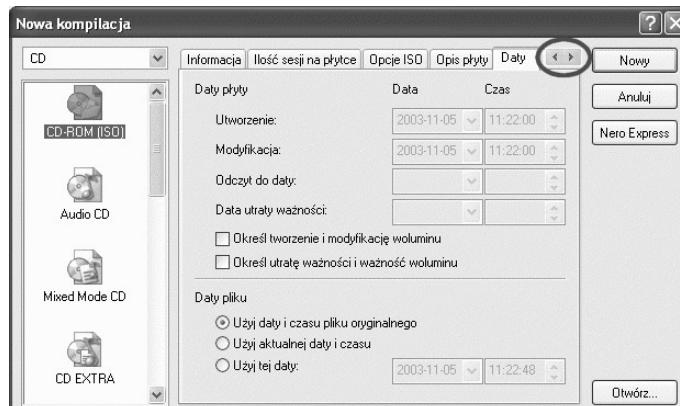 Nowa kompilacja
CD
CD-ROM (ISO)
Audio CD
Mixed Mode CD
CD EXTRA
Informacja
Ilość sesji na płytce
Opcje ISO
Opis płyty
Daty
Daty płyty Data Czas
Utworzenie: 2003-11-05 11:22:00
Modyfikacja: 2003-11-05 11:22:00
Odczyt do daty:
Data utraty ważności:
Określ tworzenie i modyfikację woluminu
Określ utratę ważności i ważność woluminu
Daty pliku
Użyj daty i czasu pliku oryginalnego
Użyj aktualnej daty i czasu
Użyj tej daty: 2003-11-05 11:22:48
Nowy
Anuluj
Nero Express
Otwórz...